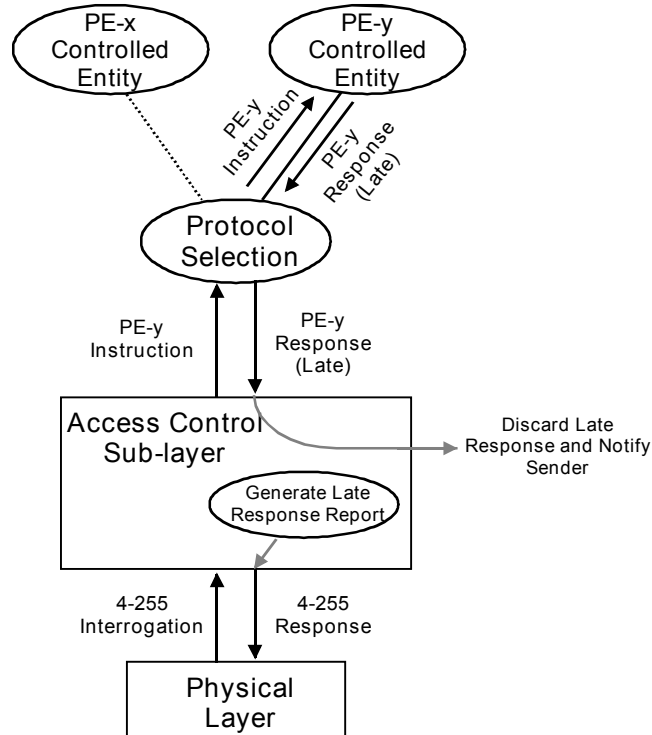 PE-x
Controlled
Entity
PE-y
Controlled
Entity
PE-y
Instruction
PE-y
Response
(Late)
Protocol
Selection
PE-y
Instruction
PE-y
Response
(Late)
Access Control
Sub-layer
Discard Late
Response and Notify
Sender
Generate Late
Response Report
4-255
Interrogation
4-255
Response
Physical
Layer